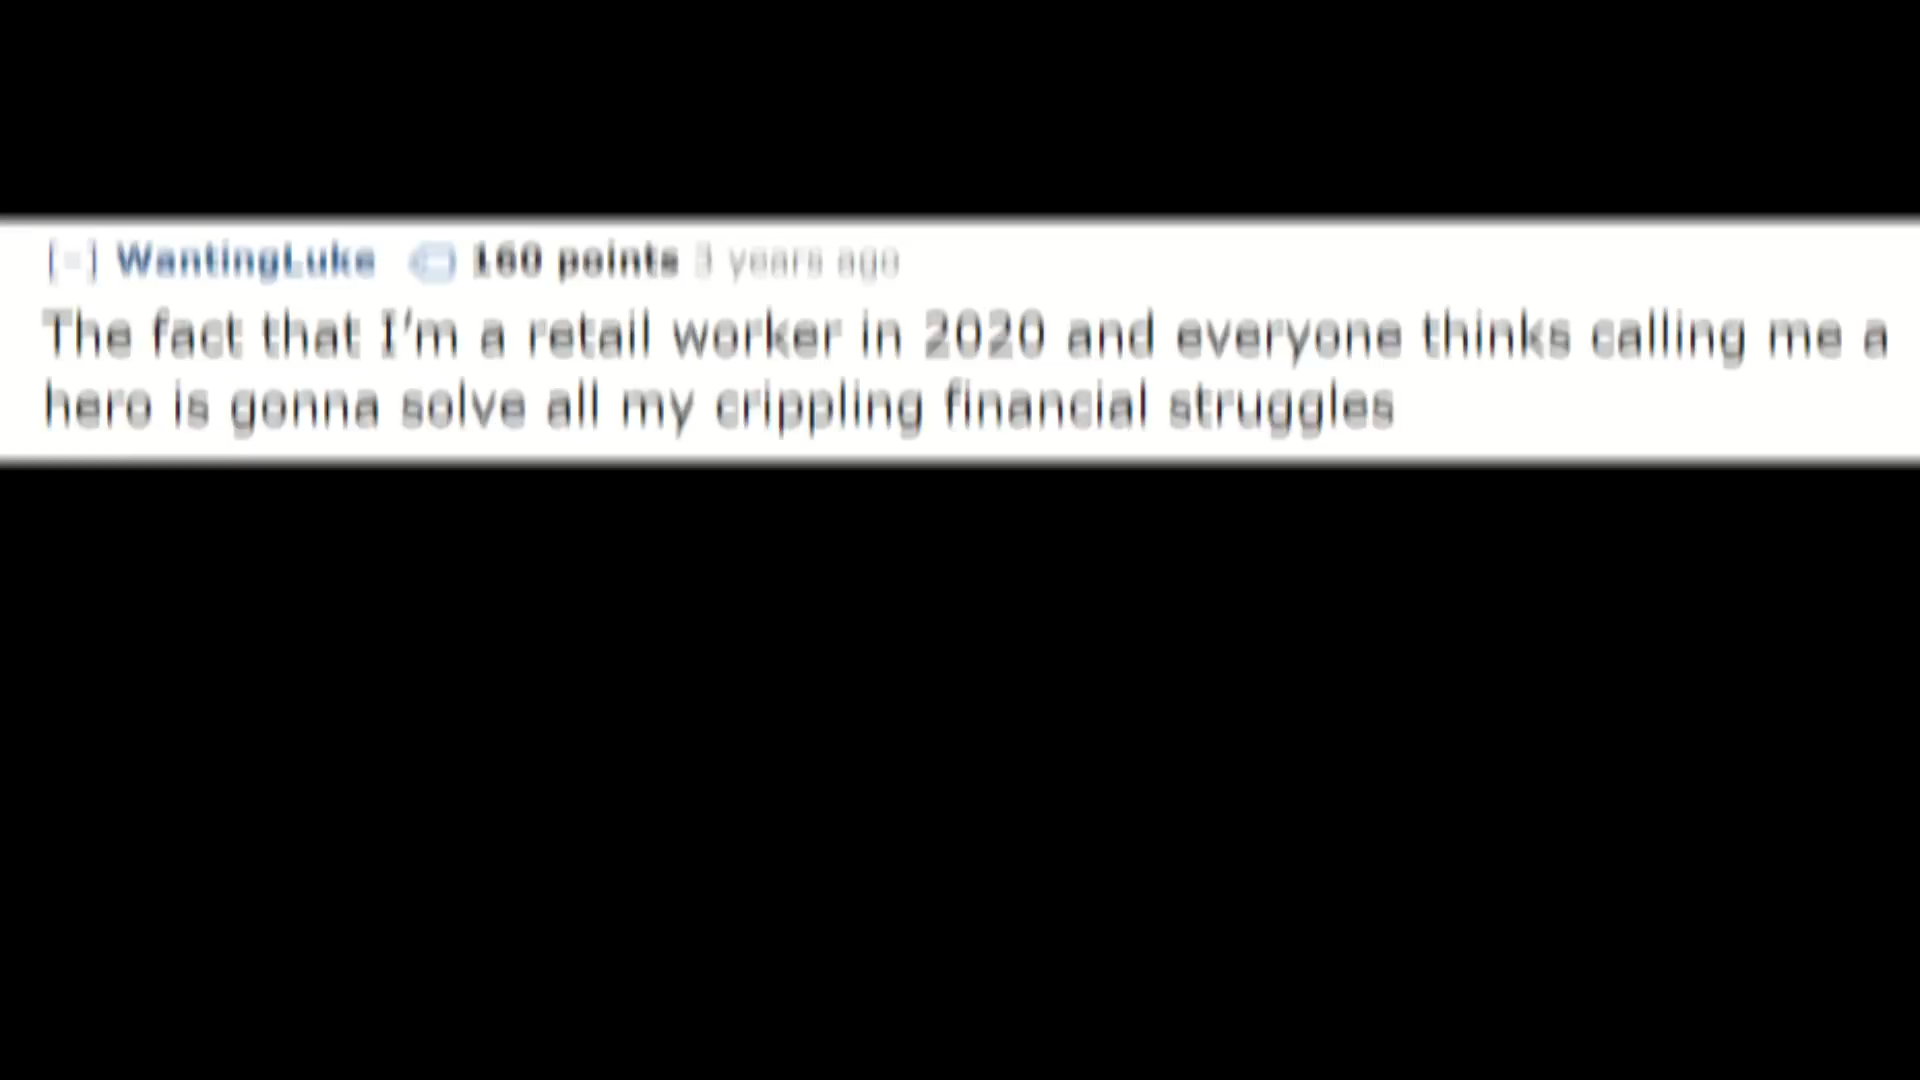 [-] WantingLuke 160 points 3 years ago
The fact that I'm a retail worker in 2020 and everyone thinks calling me a
hero is gonna solve all my crippling financial struggles